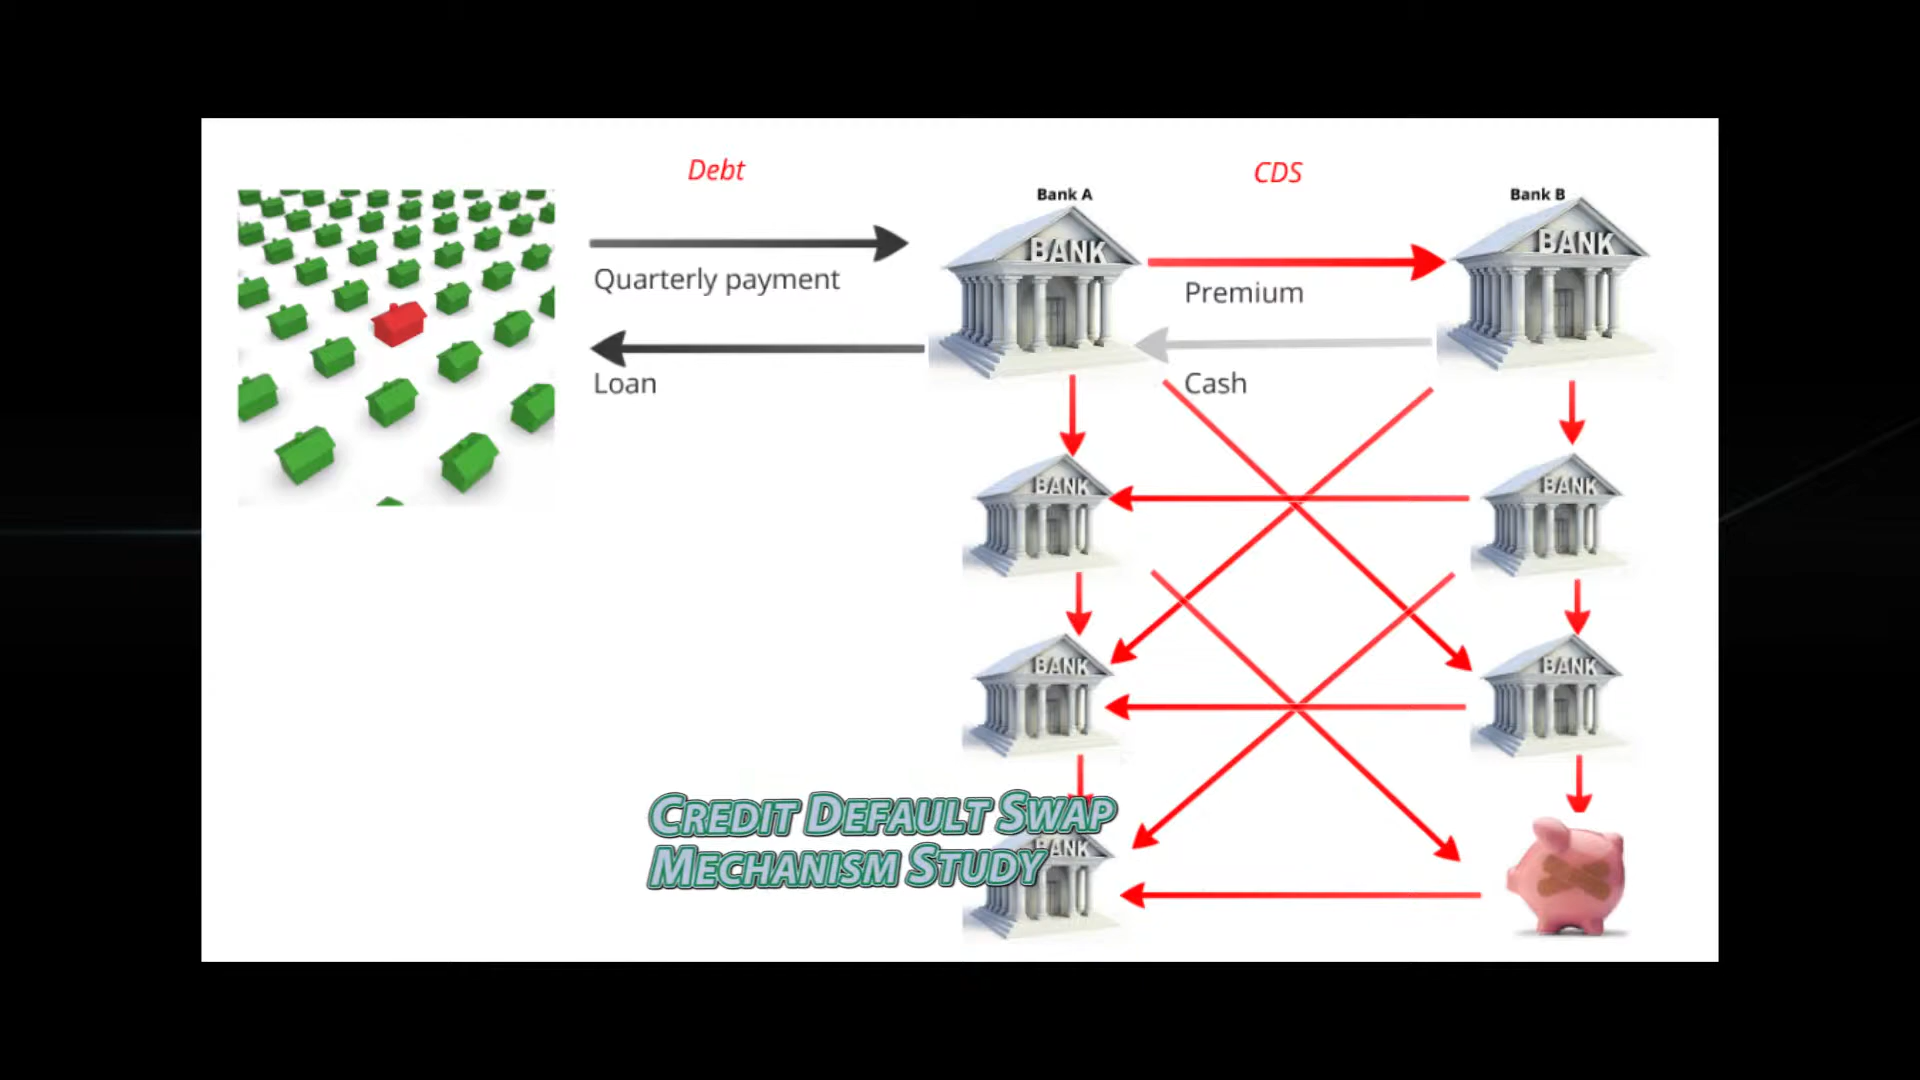 Debt
CDS
Bank A
Bank B
BANK
BANK
Quarterly payment
Premium
Loan
Cash
BANK
BANK
BANK
BANK
CREDIT DEFAULT SWAP
MECHANISM STUDY
BANK